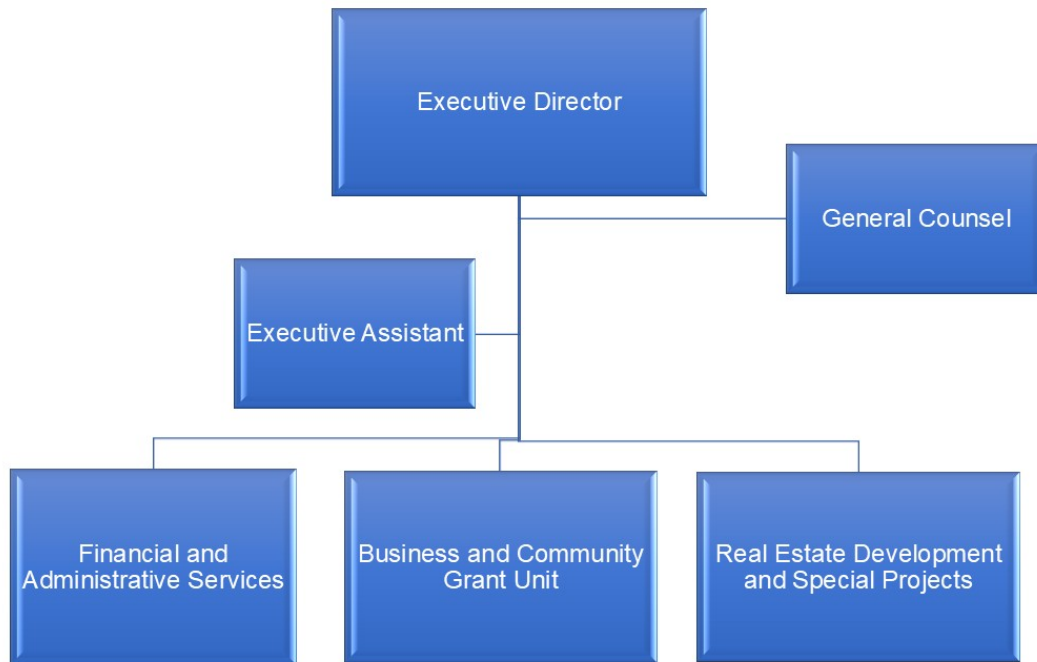 Executive Director
General Counsel
Executive Assistant
Financial and
Administrative Services
Business and Community
Grant Unit
Real Estate Development
and Special Projects